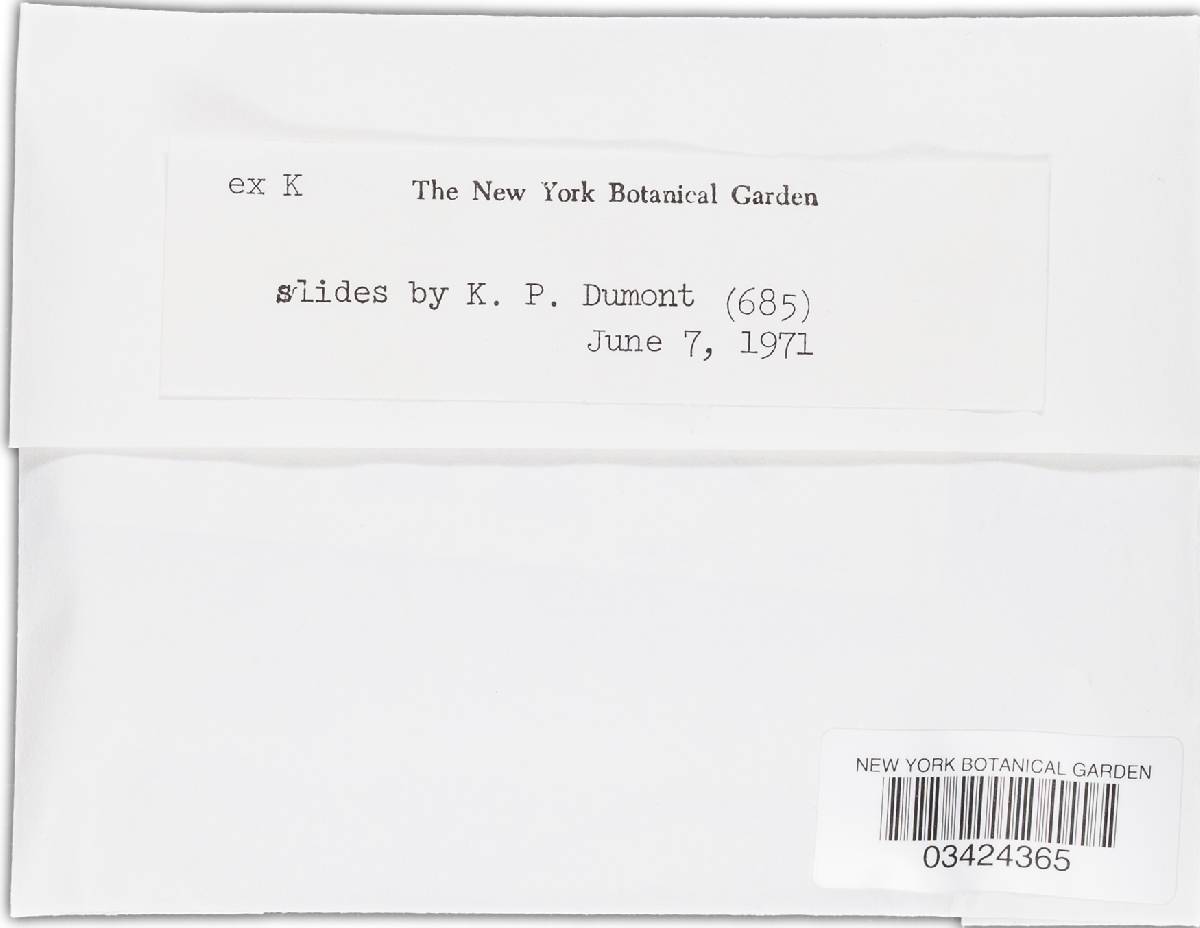 ex K The New York Botanical Garden
slides by K. P. Dumont (685)
June 7, 1971
NEW YORK BOTANICAL GARDEN
03424365